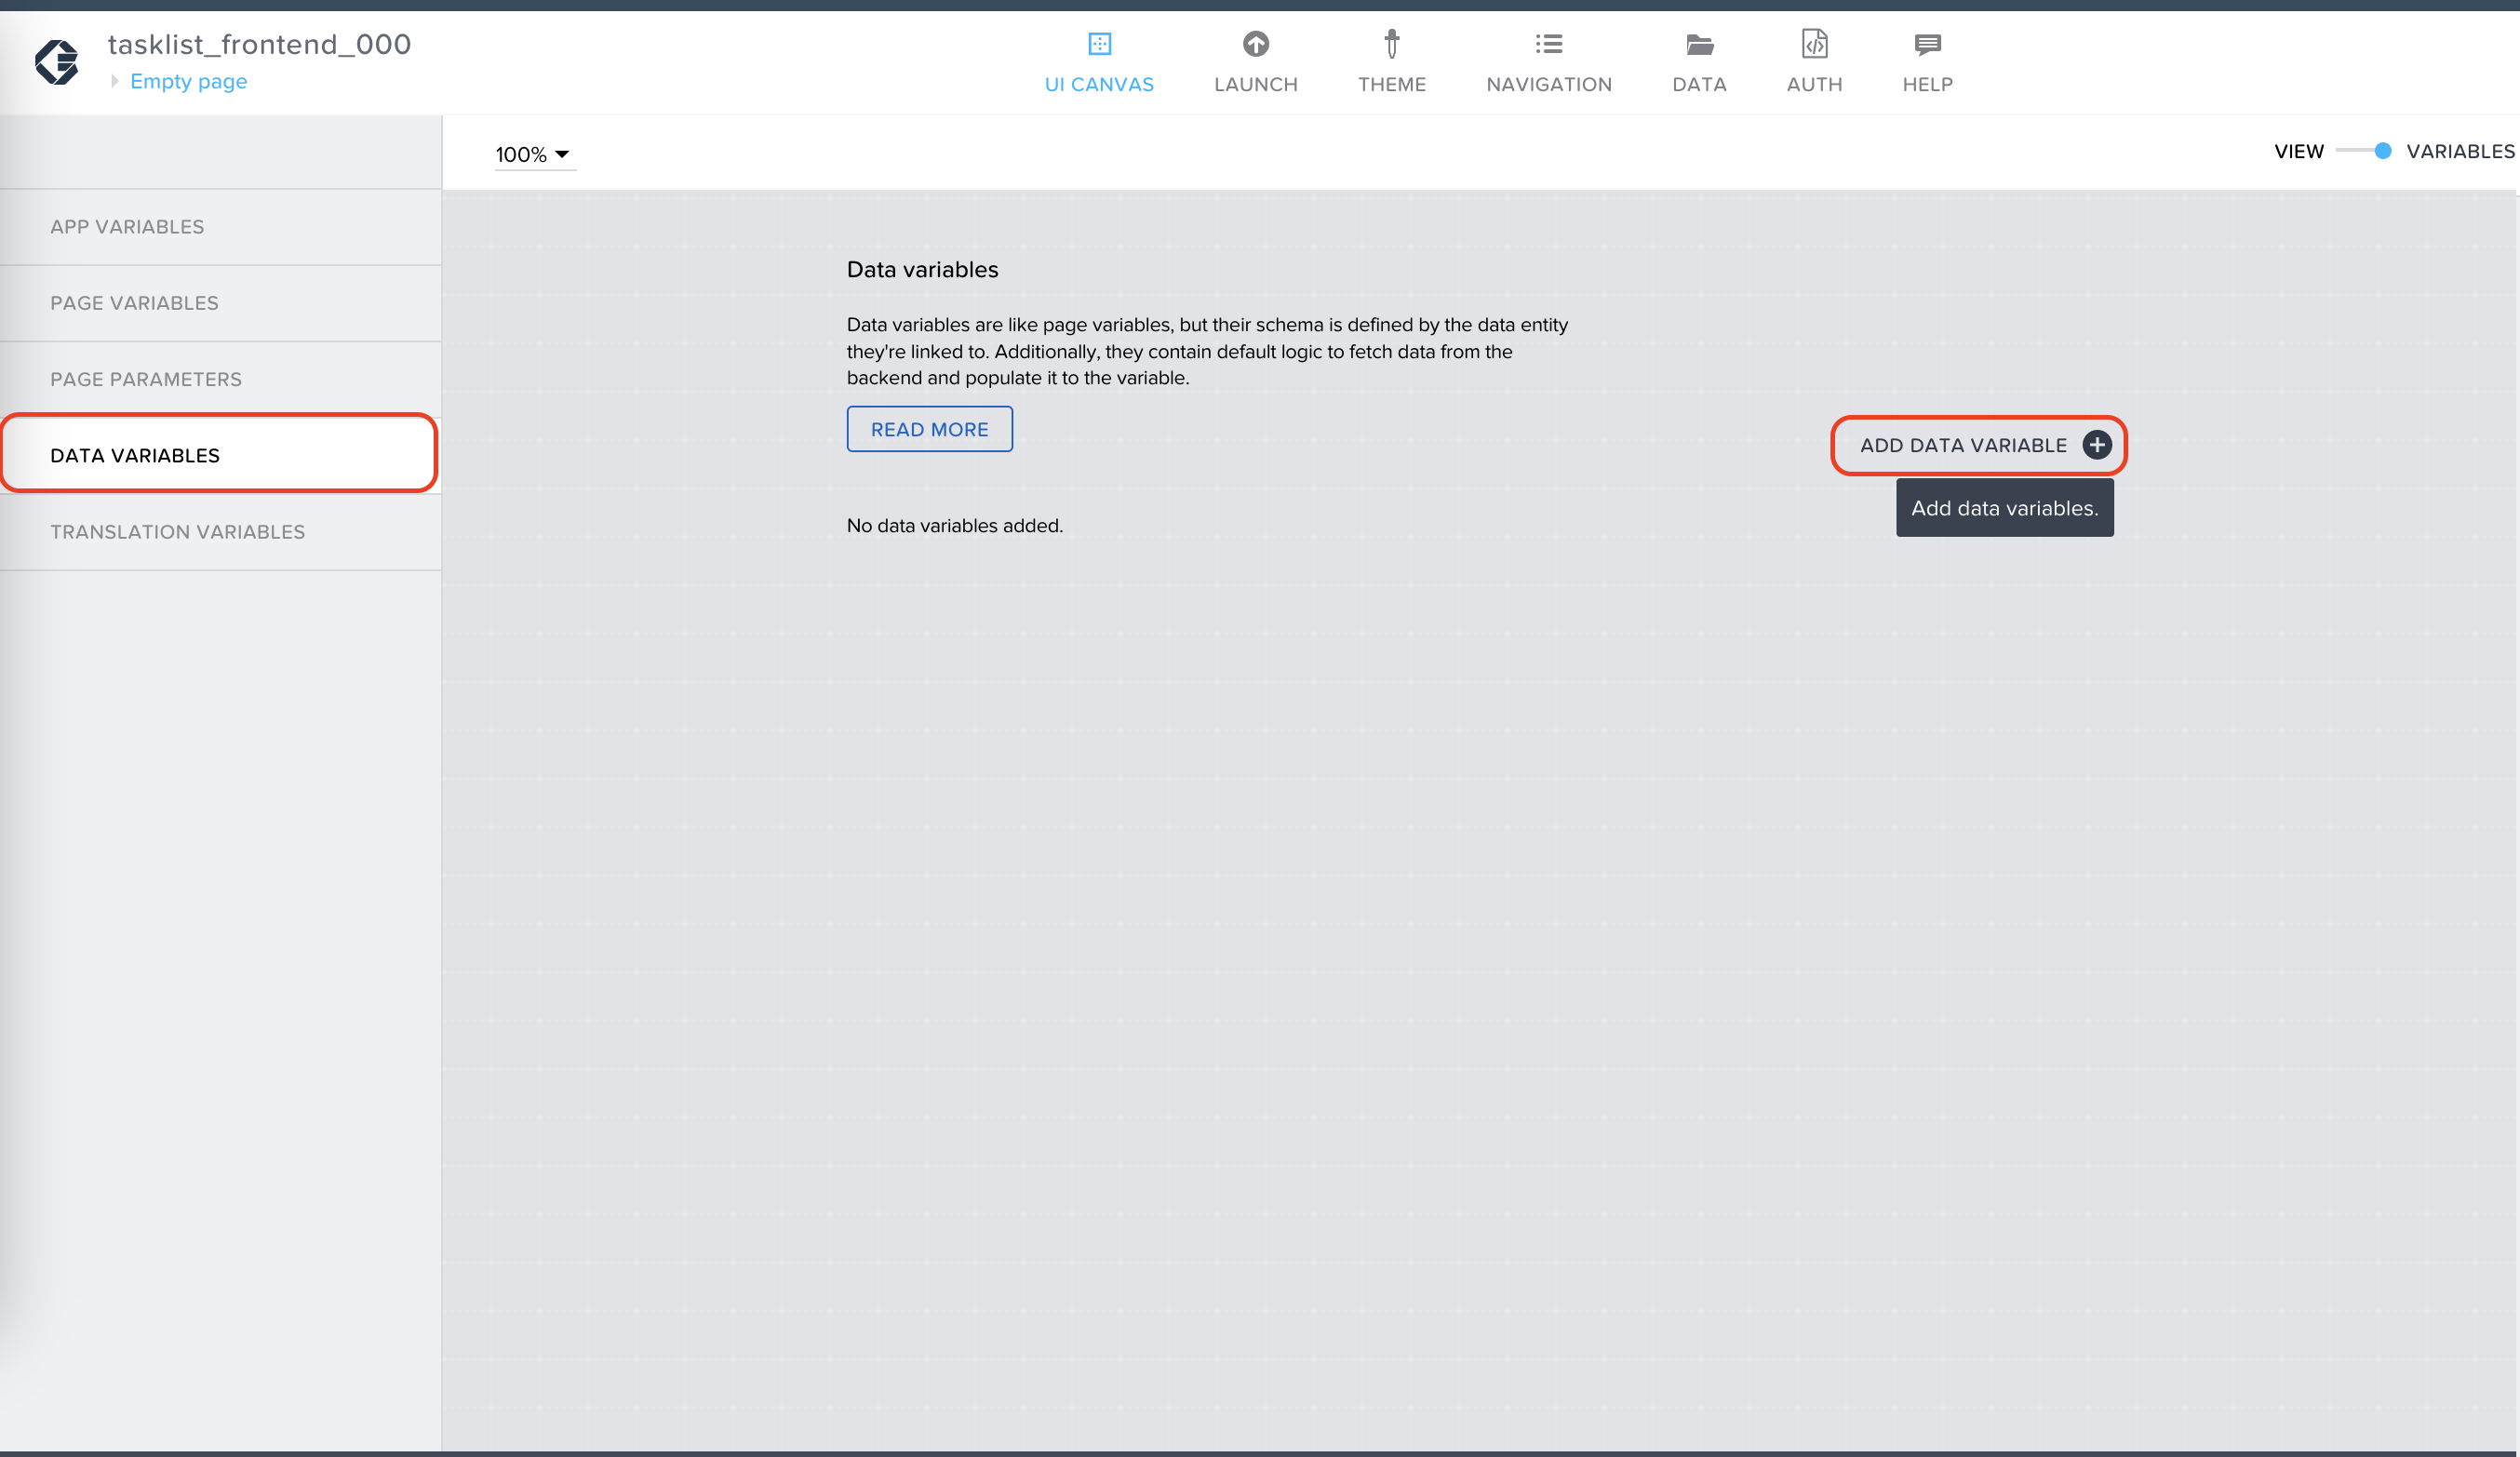 tasklist_frontend_000
Empty page
UI CANVAS
LAUNCH
THEME
NAVIGATION
DATA
AUTH
HELP
100%
VIEW
VARIABLES
APP VARIABLES
PAGE VARIABLES
PAGE PARAMETERS
DATA VARIABLES
TRANSLATION VARIABLES
Data variables
Data variables are like page variables, but their schema is defined by the data entity
they're linked to. Additionally, they contain default logic to fetch data from the
backend and populate it to the variable.
READ MORE
ADD DATA VARIABLE
Add data variables.
No data variables added.